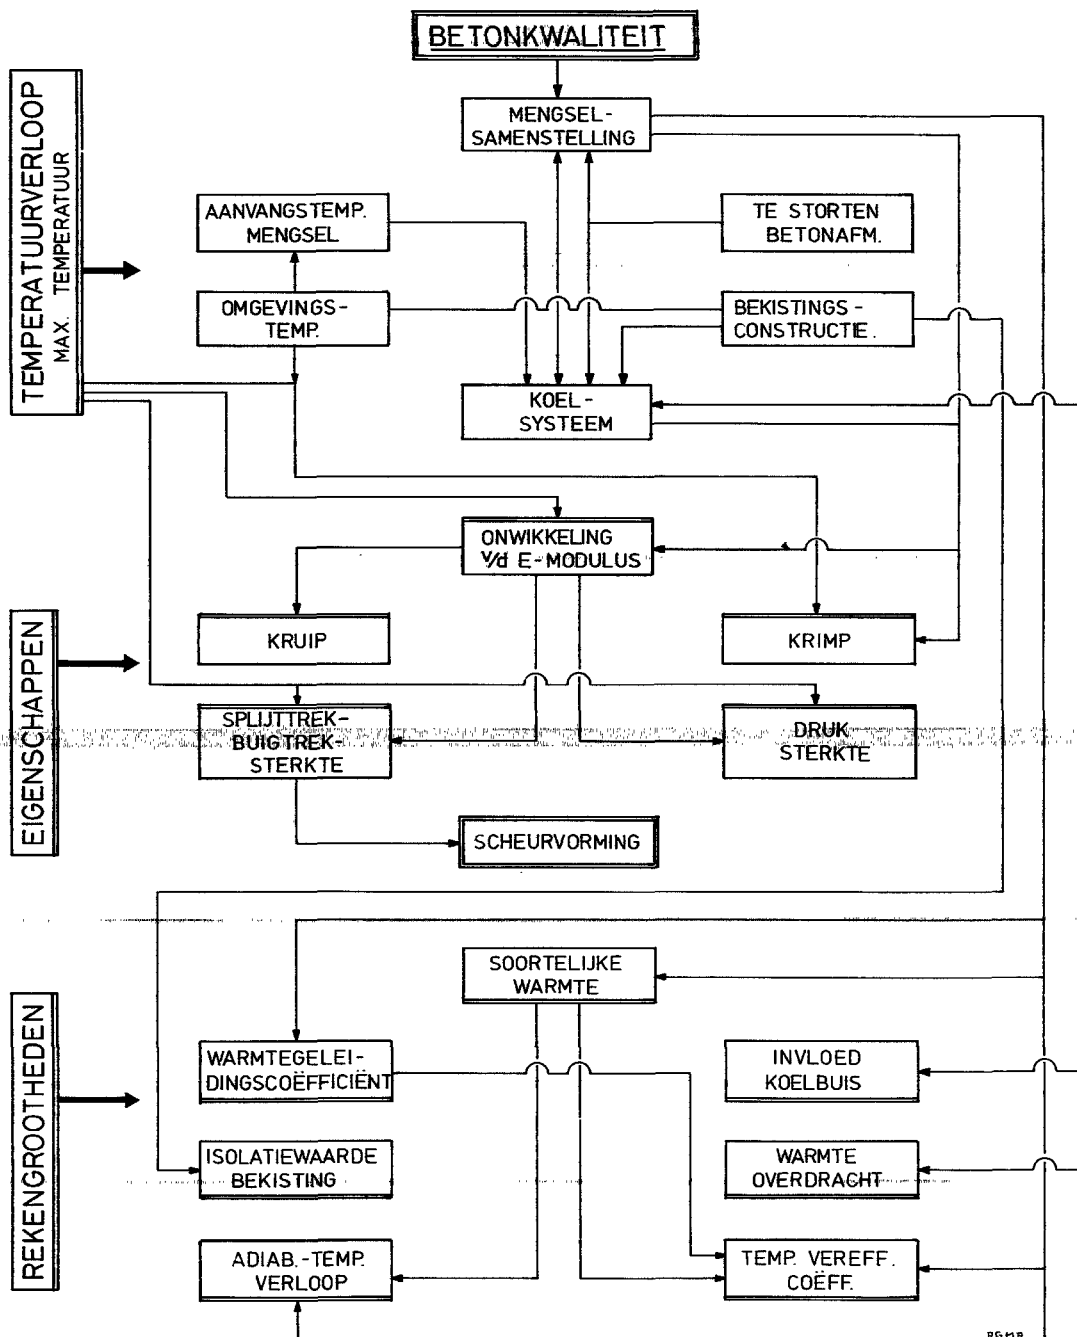 BETONKWALITEIT
TEMPERATUURVERLOOP
MAX. TEMPERATUUR
MENGSEL-
SAMENSTELLING
AANVANGSTEMP.
MENGSEL
TE STORTEN
BETONAFM.
OMGEVINGS-
TEMP.
BEKISTINGS-
CONSTRUCTIE.
KOEL-
SYSTEEM
ONWIKKELING
v/d E-MODULUS
EIGENSCHAPPEN
KRUIP
KRIMP
SPLIJTTREK-
BUIGTREK-
STERKTE
DRUK
STERKTE
SCHEURVORMING
REKENGROOTHEDEN
SOORTELIJKE
WARMTE
WARMTEGELEI-
DINGSCOËFFICIËNT
INVLOED
KOELBUIS
ISOLATIEWAARDE
BEKISTING
WARMTE
OVERDRACHT
ADIAB.-TEMP.
VERLOOP
TEMP. VEREFF.
COËFF.